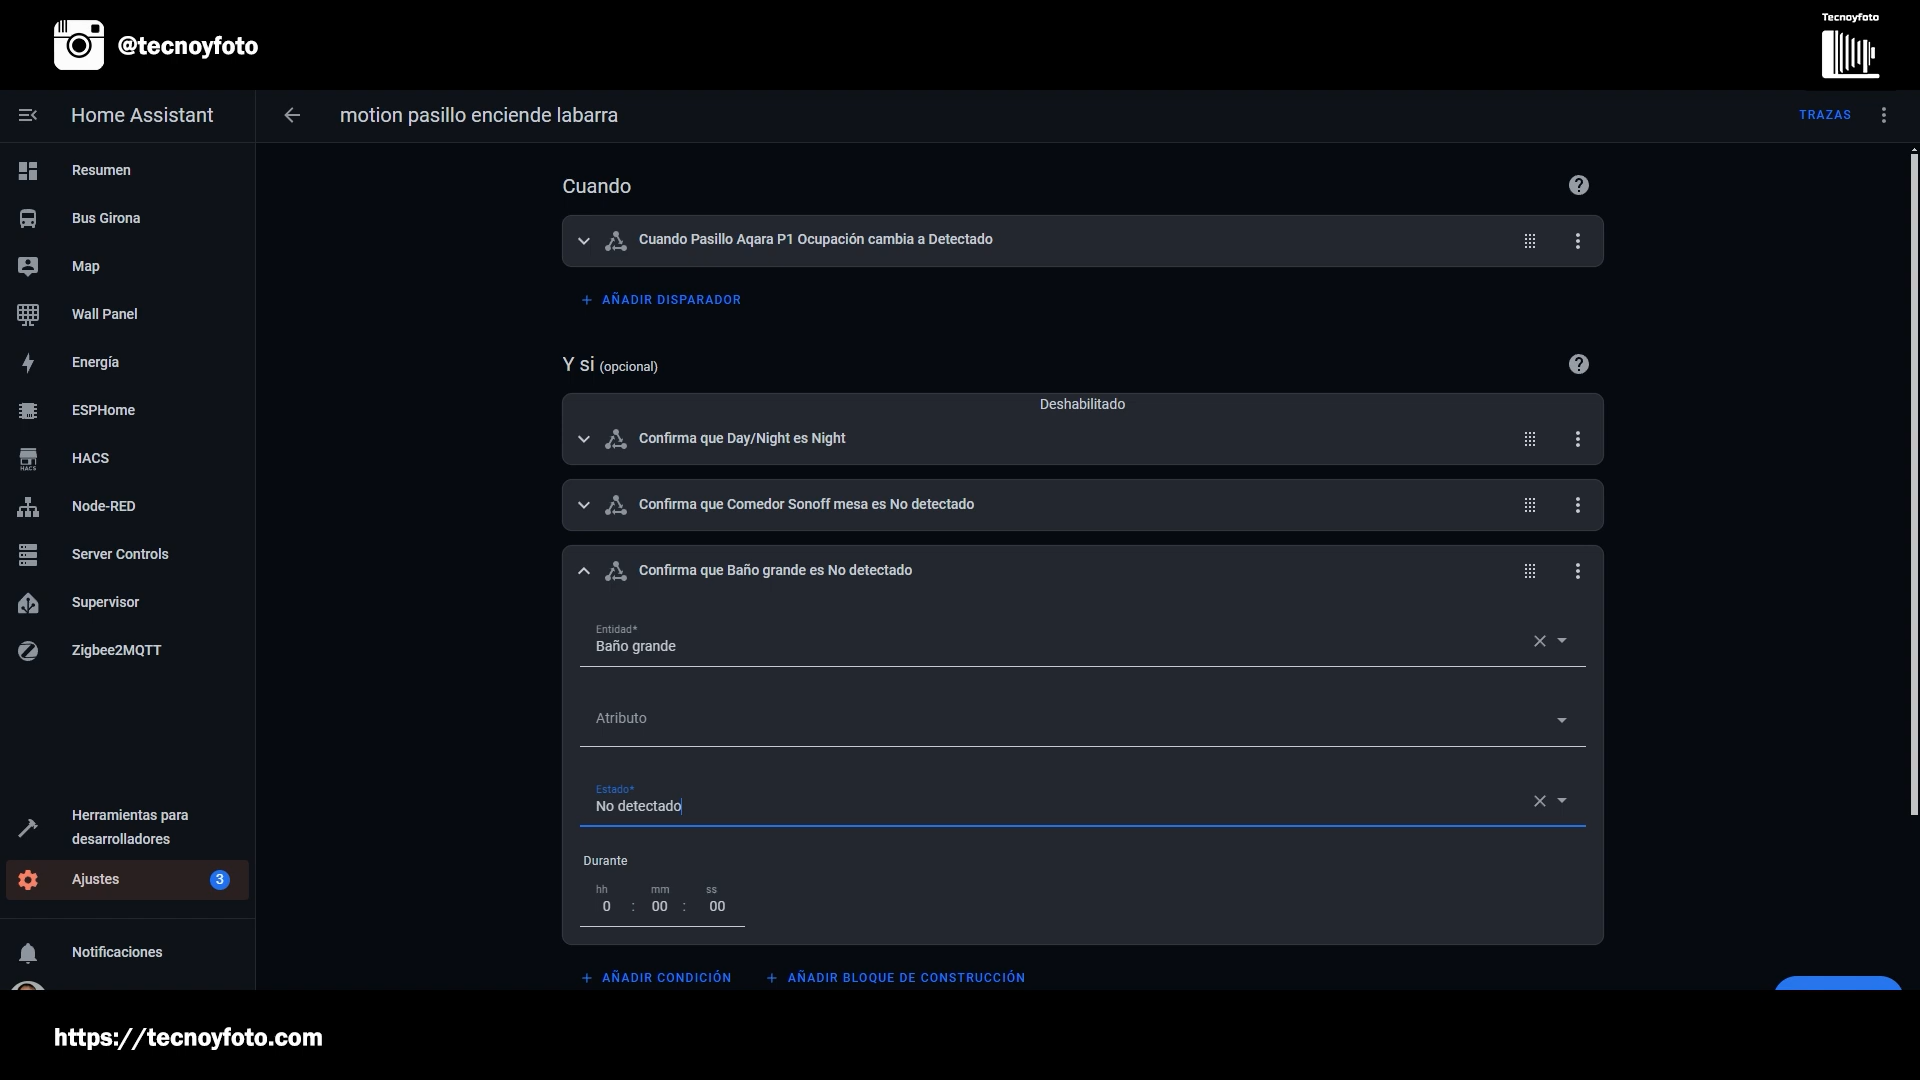 @tecnoyfoto
Tecnoyfoto
Home Assistant
motion pasillo enciende labarra
TRAZAS
Resumen
Bus Girona
Map
Wall Panel
Energía
ESPHome
HACS
HACS
Node-RED
Server Controls
Supervisor
Zigbee2MQTT
Herramientas para
desarrolladores
Ajustes
3
Notificaciones
Cuando
Cuando Pasillo Aqara P1 Ocupación cambia a Detectado
+ AÑADIR DISPARADOR
Y si (opcional)
Deshabilitado
Confirma que Day/Night es Night
Confirma que Comedor Sonoff mesa es No detectado
Confirma que Baño grande es No detectado
Entidad*
Baño grande
Atributo
Estado*
No detectado
Durante
hh mm ss
0 : 00 : 00
+ AÑADIR CONDICIÓN + AÑADIR BLOQUE DE CONSTRUCCIÓN
https://tecnoyfoto.com